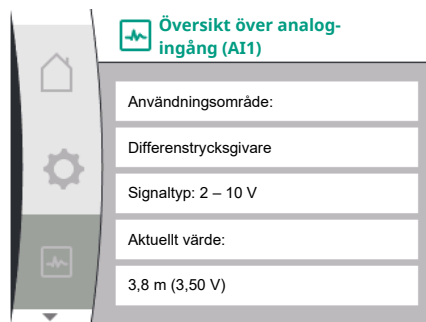 Översikt över analog-
ingång (AI1)
Användningsområde:
Differenstrycksgivare
Signaltyp: 2 – 10 V
Aktuellt värde:
3,8 m (3,50 V)